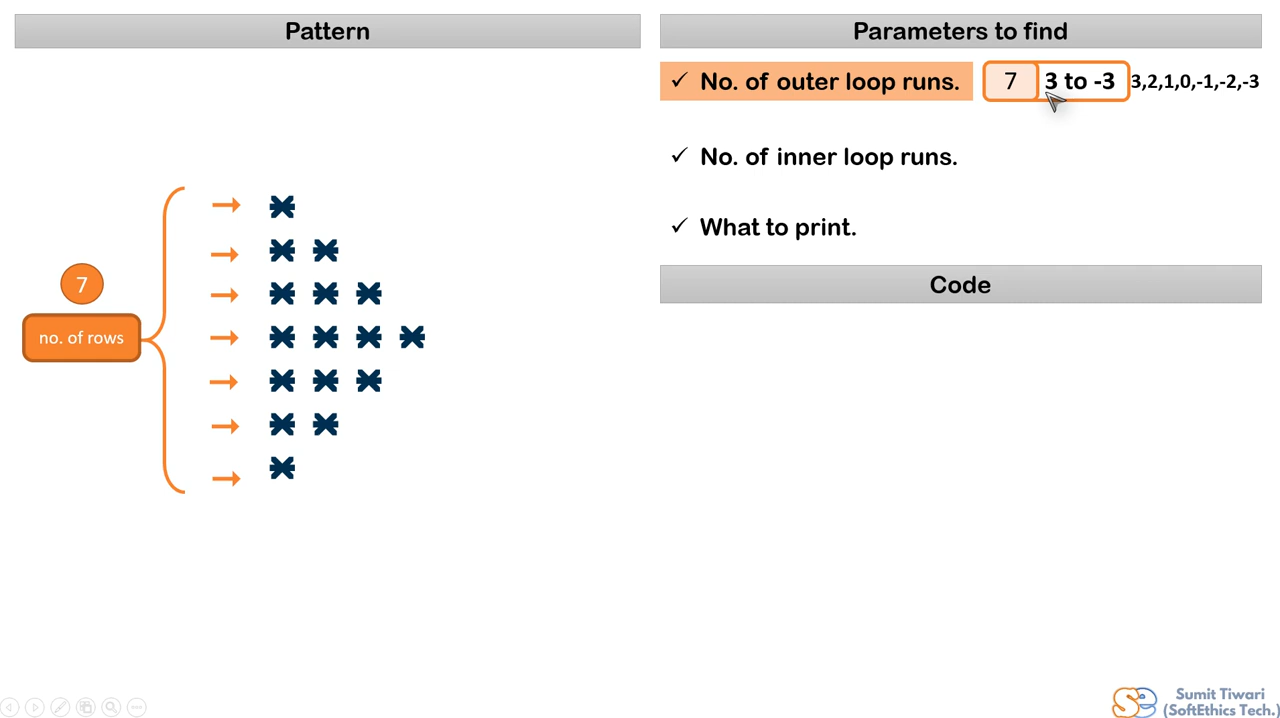 Pattern
7
no. of rows
Parameters to find
✓ No. of outer loop runs. 7 3 to -3 3,2,1,0,-1,-2,-3
✓ No. of inner loop runs.
✓ What to print.
Code
Se Sumit Tiwari
(SoftEthics Tech.)